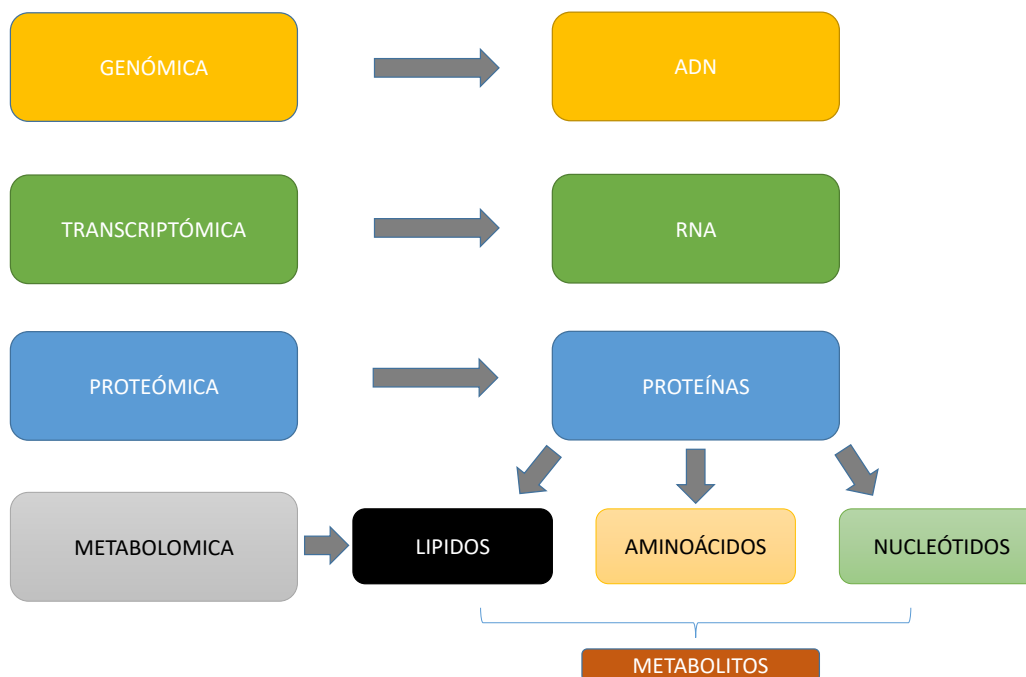 GENÓMICA
ADN
TRANSCRIPTÓMICA
RNA
PROTEÓMICA
PROTEÍNAS
METABOLOMICA
LIPIDOS
AMINOÁCIDOS
NUCLEÓTIDOS
METABOLITOS